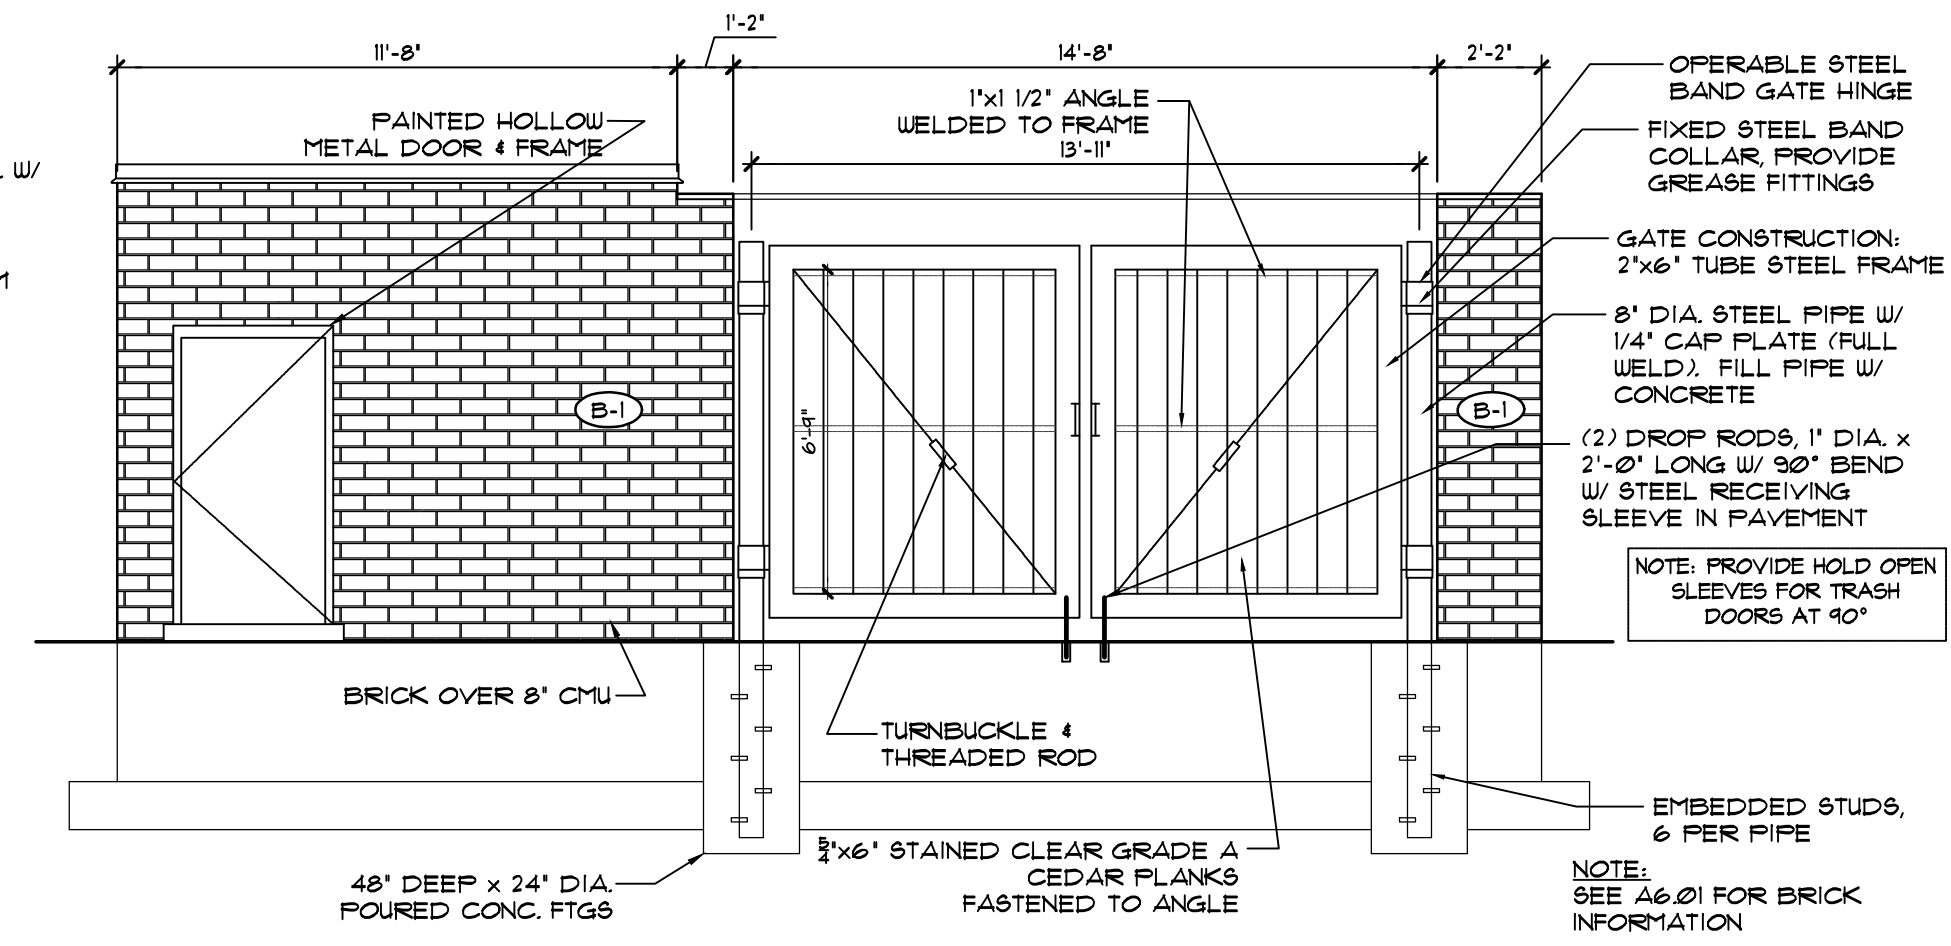 1'-2"
11'-8"
14'-8"
2'-2"
W/
PAINTED HOLLOW
METAL DOOR & FRAME
1"x1 1/2" ANGLE
WELDED TO FRAME
13'-11"
OPERABLE STEEL
BAND GATE HINGE
FIXED STEEL BAND
COLLAR, PROVIDE
GREASE FITTINGS
GATE CONSTRUCTION:
2"x6" TUBE STEEL FRAME
8" DIA. STEEL PIPE W/
1/4" CAP PLATE (FULL
WELD). FILL PIPE W/
CONCRETE
B-1
6'-9"
B-1
(2) DROP RODS, 1" DIA. x
2'-0" LONG W/ 90° BEND
W/ STEEL RECEIVING
SLEEVE IN PAVEMENT
NOTE: PROVIDE HOLD OPEN
SLEEVES FOR TRASH
DOORS AT 90°
BRICK OVER 8" CMU
TURNBUCKLE &
THREADED ROD
EMBEDDED STUDS,
6 PER PIPE
5/4"x6" STAINED CLEAR GRADE A
CEDAR PLANKS
FASTENED TO ANGLE
48" DEEP x 24" DIA.
POURED CONC. FTGS
NOTE:
SEE A6.01 FOR BRICK
INFORMATION